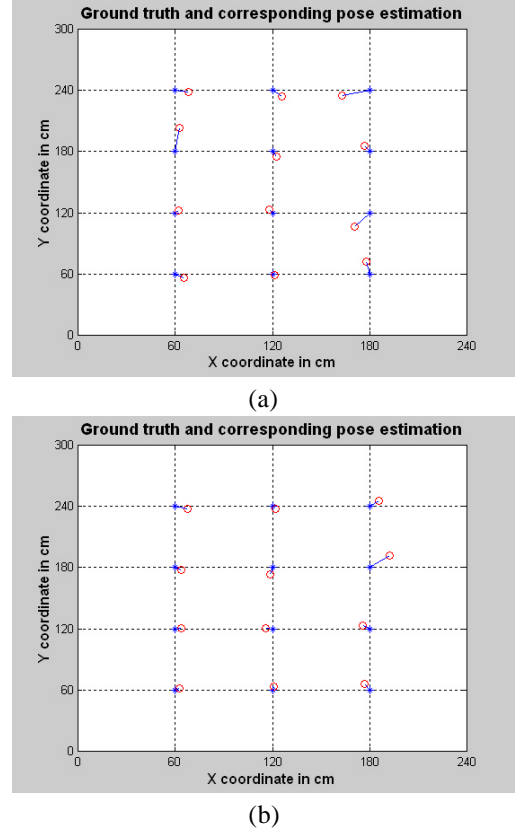 Ground truth and corresponding pose estimation
300
240
180
120
60
0
Y coordinate in cm
0 60 120 180 240
X coordinate in cm
(a)
Ground truth and corresponding pose estimation
300
240
180
120
60
0
Y coordinate in cm
0 60 120 180 240
X coordinate in cm
(b)